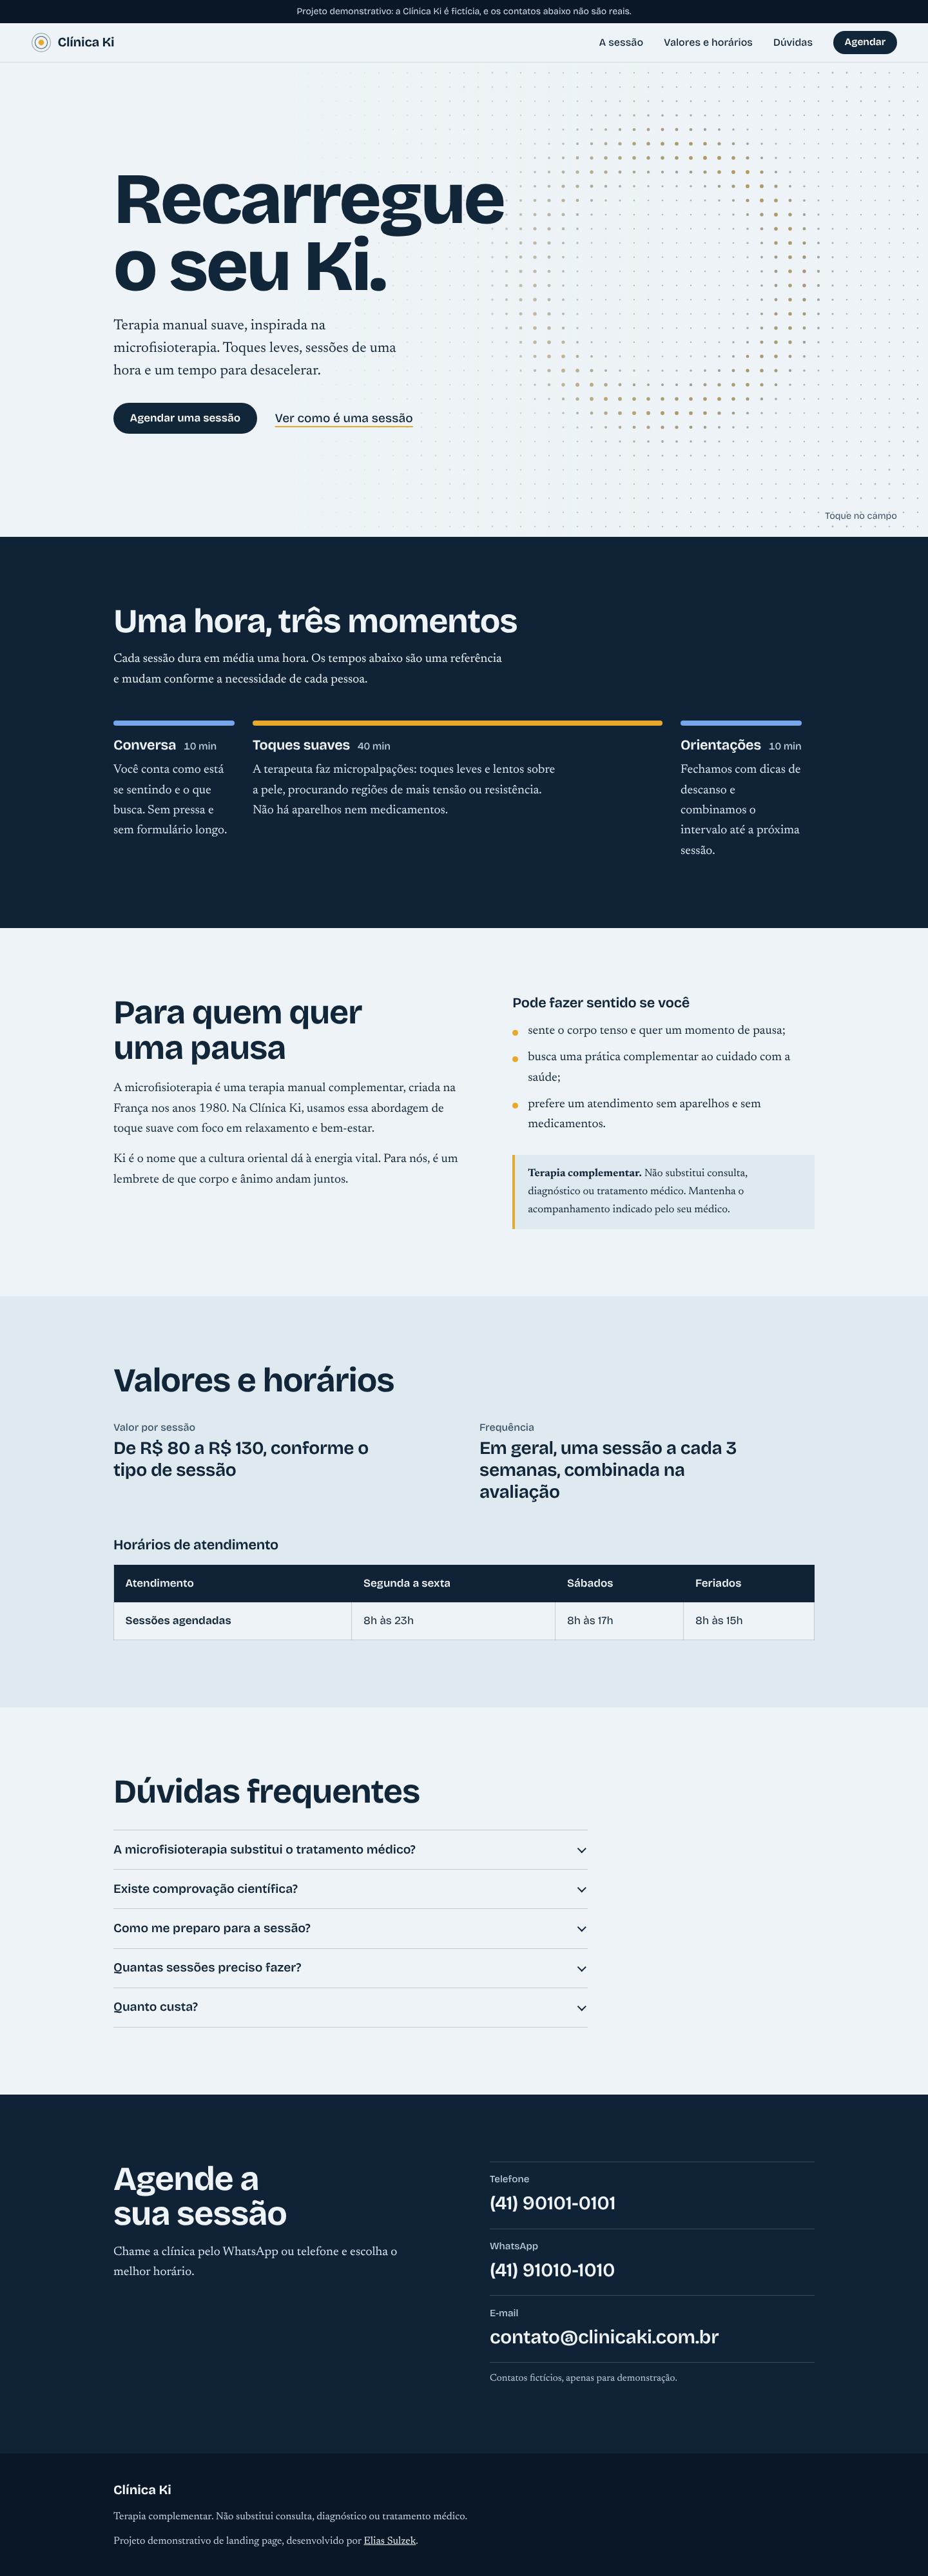 Projeto demonstrativo: a Clínica Ki é fictícia, e os contatos abaixo não são reais.
Clínica Ki
A sessão
Valores e horários
Dúvidas
Agendar
Recarregue
o seu Ki.
Terapia manual suave, inspirada na
microfisioterapia. Toques leves, sessões de uma
hora e um tempo para desacelerar.
Agendar uma sessão
Ver como é uma sessão
Toque no campo
Uma hora, três momentos
Cada sessão dura em média uma hora. Os tempos abaixo são uma referência
e mudam conforme a necessidade de cada pessoa.
Conversa 10 min
Você conta como está
se sentindo e o que
busca. Sem pressa e
sem formulário longo.
Toques suaves 40 min
A terapeuta faz micropalpações: toques leves e lentos sobre
a pele, procurando regiões de mais tensão ou resistência.
Não há aparelhos nem medicamentos.
Orientações 10 min
Fechamos com dicas de
descanso e
combinamos o
intervalo até a próxima
sessão.
Para quem quer
uma pausa
A microfisioterapia é uma terapia manual complementar, criada na
França nos anos 1980. Na Clínica Ki, usamos essa abordagem de
toque suave com foco em relaxamento e bem-estar.
Ki é o nome que a cultura oriental dá à energia vital. Para nós, é um
lembrete de que corpo e ânimo andam juntos.
Pode fazer sentido se você
sente o corpo tenso e quer um momento de pausa;
busca uma prática complementar ao cuidado com a
saúde;
prefere um atendimento sem aparelhos e sem
medicamentos.
Terapia complementar. Não substitui consulta,
diagnóstico ou tratamento médico. Mantenha o
acompanhamento indicado pelo seu médico.
Valores e horários
Valor por sessão
De R$ 80 a R$ 130, conforme o
tipo de sessão
Frequência
Em geral, uma sessão a cada 3
semanas, combinada na
avaliação
Horários de atendimento
Atendimento Segunda a sexta Sábados Feriados
Sessões agendadas 8h às 23h 8h às 17h 8h às 15h
Dúvidas frequentes
A microfisioterapia substitui o tratamento médico?
Existe comprovação científica?
Como me preparo para a sessão?
Quantas sessões preciso fazer?
Quanto custa?
Agende a
sua sessão
Chame a clínica pelo WhatsApp ou telefone e escolha o
melhor horário.
Telefone
(41) 90101-0101
WhatsApp
(41) 91010-1010
E-mail
contato@clinicaki.com.br
Contatos fictícios, apenas para demonstração.
Clínica Ki
Terapia complementar. Não substitui consulta, diagnóstico ou tratamento médico.
Projeto demonstrativo de landing page, desenvolvido por Elias Sulzek.